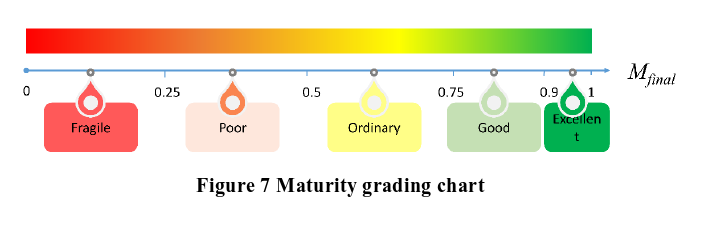 M_final
0 0.25 0.5 0.75 0.9 1
Fragile Poor Ordinary Good Excellen
t
Figure 7 Maturity grading chart